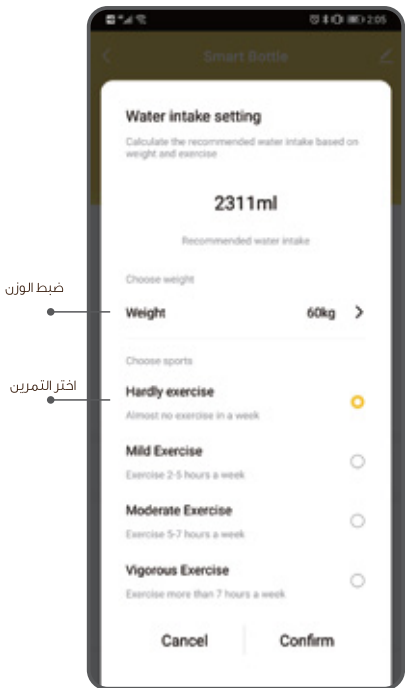 2:05
Smart Bottle
Water intake setting
Calculate the recommended water intake based on
weight and exercise
2311ml
Recommended water intake
Choose weight
ضبط الوزن
Weight 60kg
Choose sports
اختر التمرين
Hardly exercise
Almost no exercise in a week
Mild Exercise
Exercise 2-5 hours a week
Moderate Exercise
Exercise 5-7 hours a week
Vigorous Exercise
Exercise more than 7 hours a week
Cancel Confirm